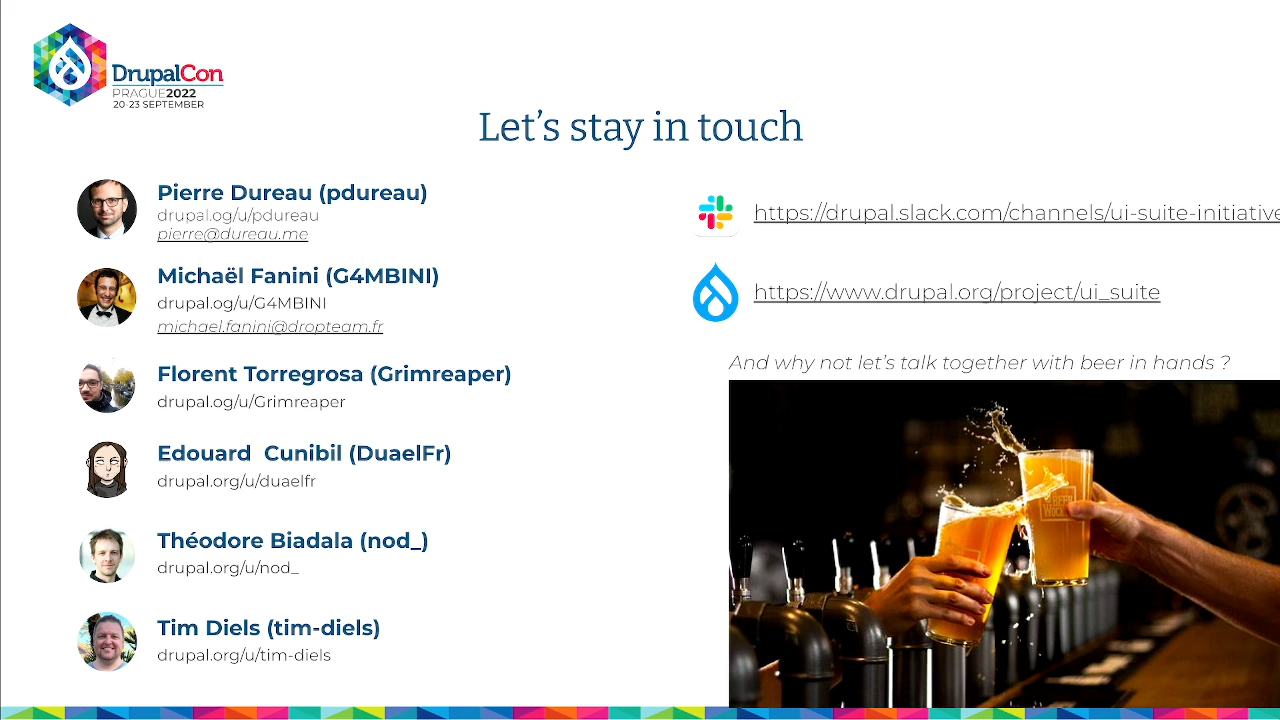 DrupalCon
PRAGUE2022
20-23 SEPTEMBER
Let’s stay in touch
Pierre Dureau (pdureau)
drupal.og/u/pdureau
pierre@dureau.me
Michaël Fanini (G4MBINI)
drupal.og/u/G4MBINI
michael.fanini@dropteam.fr
Florent Torregrosa (Grimreaper)
drupal.og/u/Grimreaper
Edouard  Cunibil (DuaelFr)
drupal.org/u/duaelfr
Théodore Biadala (nod_)
drupal.org/u/nod_
Tim Diels (tim-diels)
drupal.org/u/tim-diels
https://drupal.slack.com/channels/ui-suite-initiative
https://www.drupal.org/project/ui_suite
And why not let’s talk together with beer in hands ?
BEER